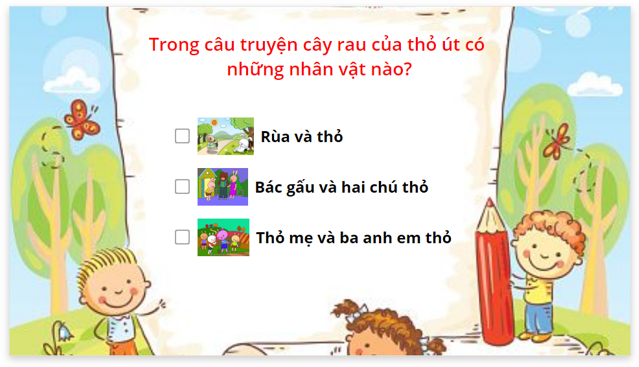 Trong câu truyện cây rau của thỏ út có
những nhân vật nào?
Rùa và thỏ
Bác gấu và hai chú thỏ
Thỏ mẹ và ba anh em thỏ